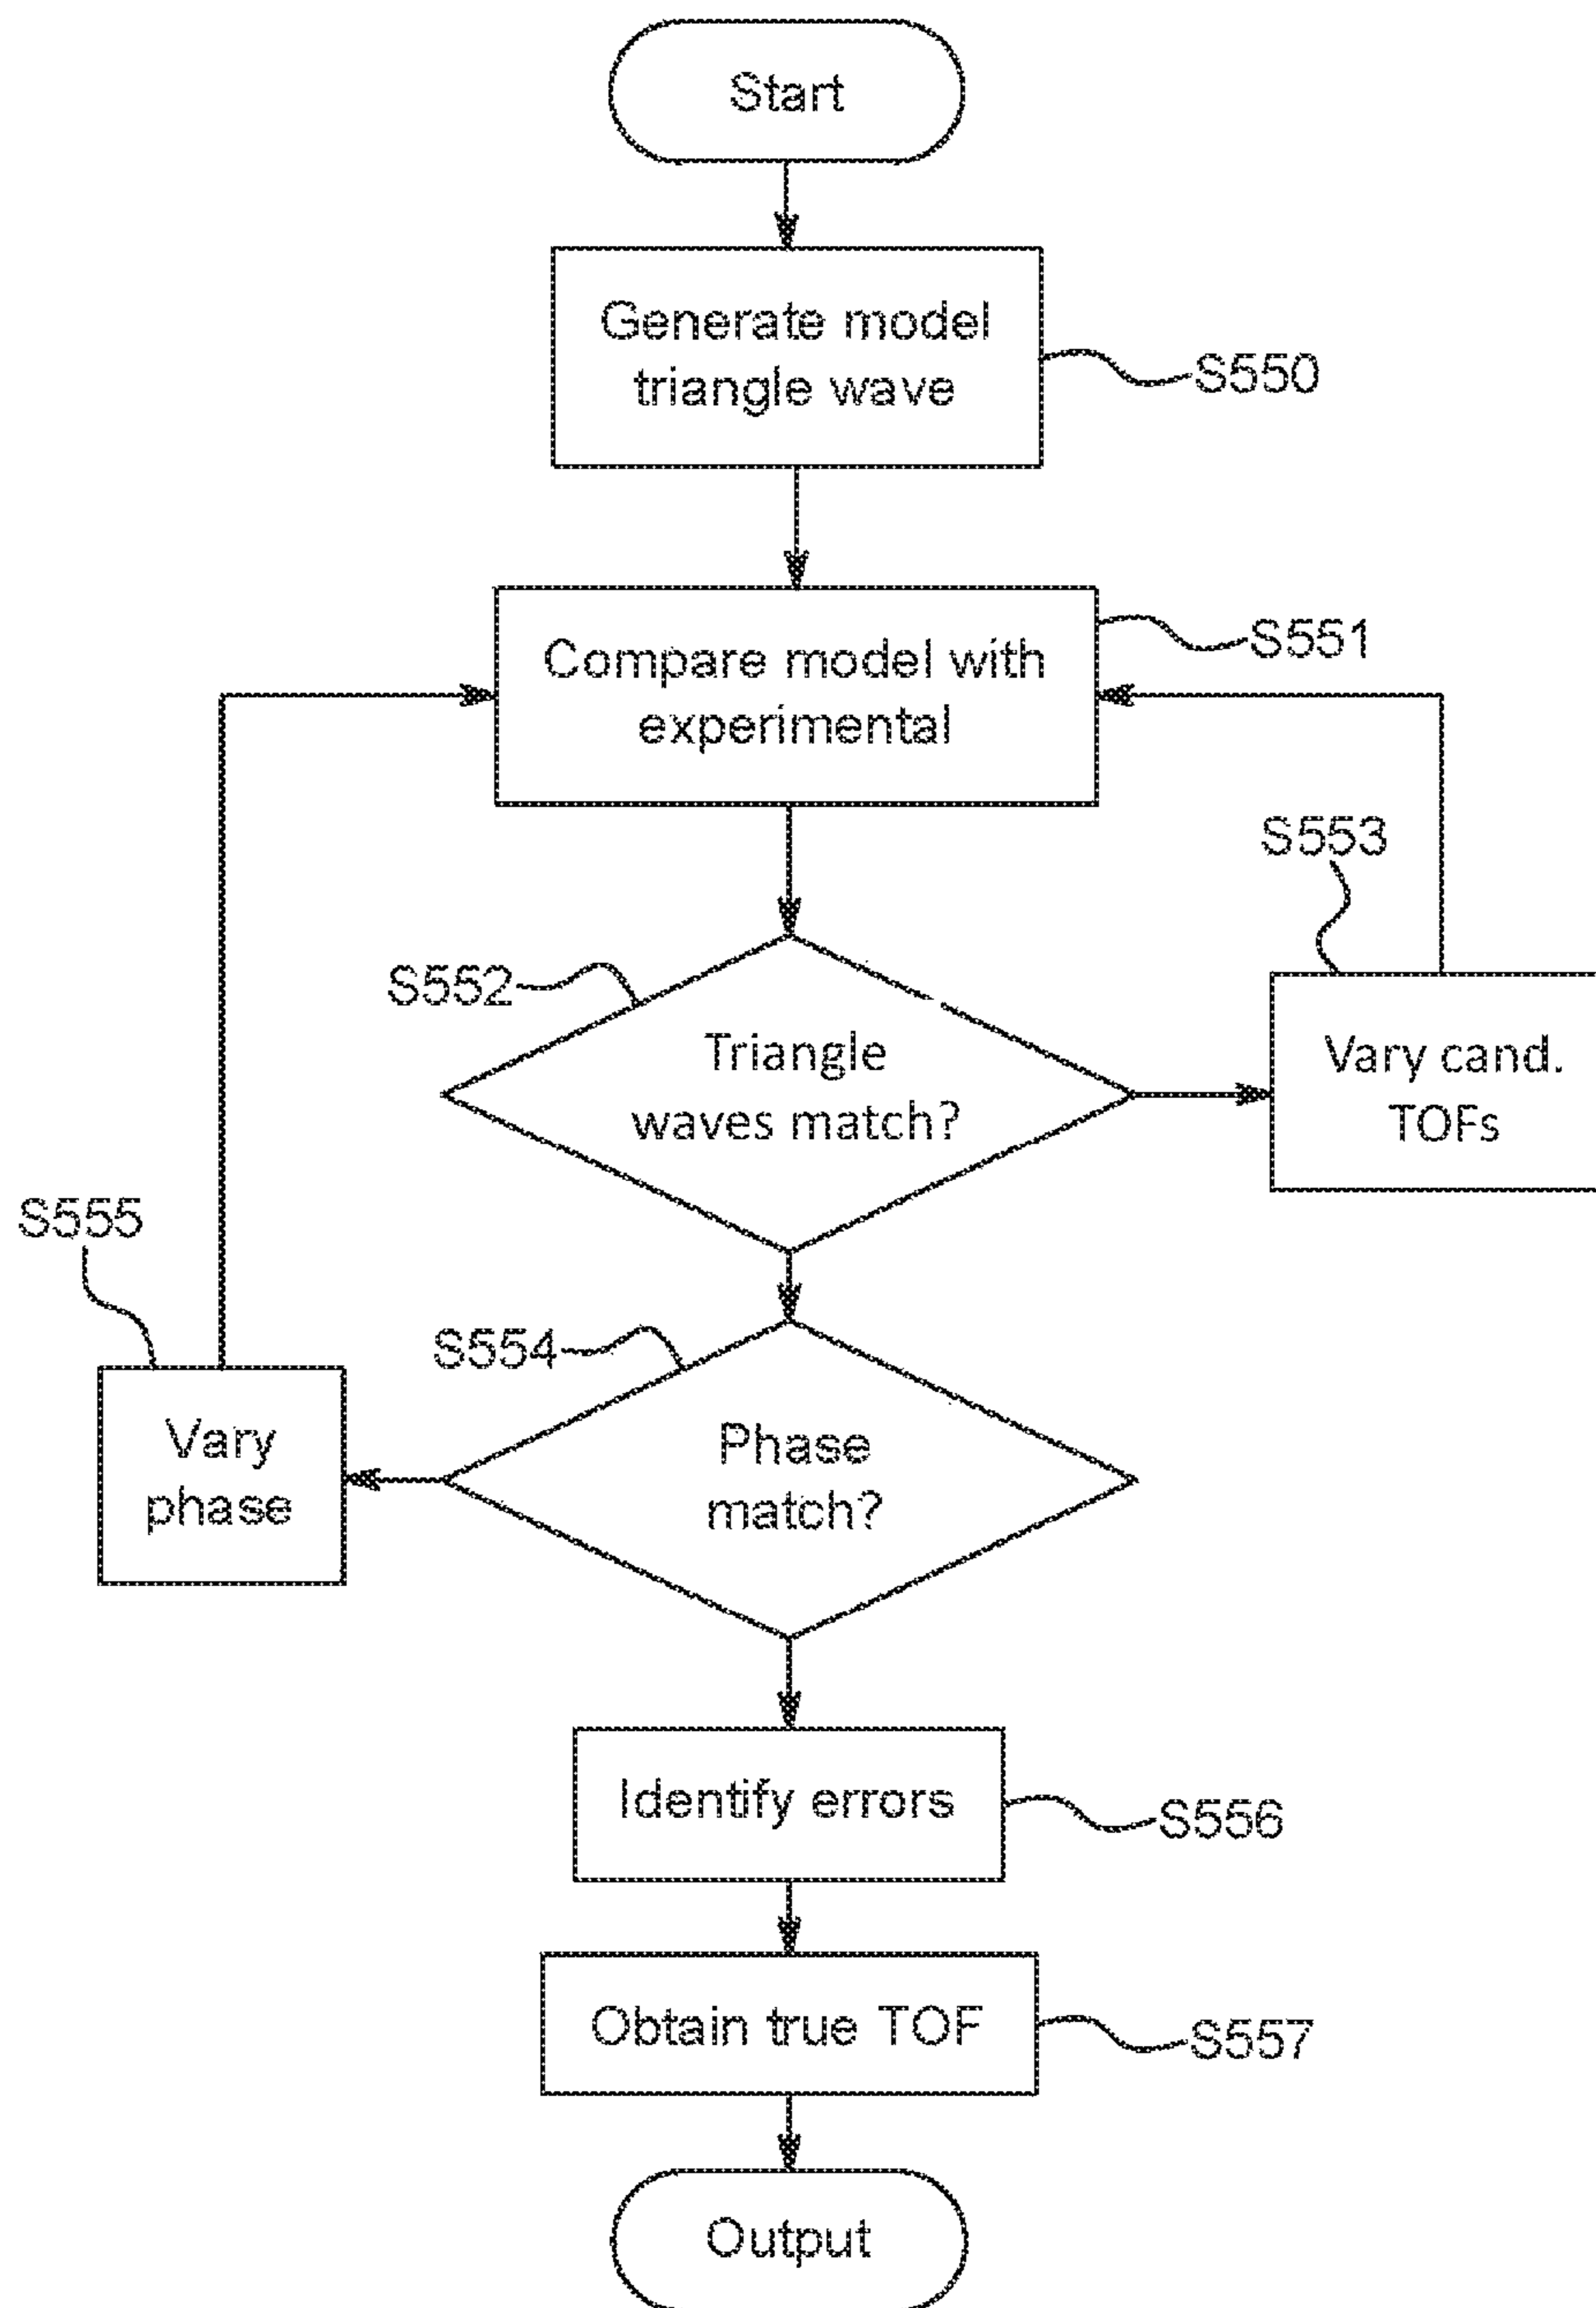 Start
Generate model
triangle wave
S550
Compare model with
experimental
S551
S552
Triangle
waves match?
S553
Vary cand.
TOFs
S554
Phase
match?
S555
Vary
phase
Identify errors
S556
Obtain true TOF
S557
Output